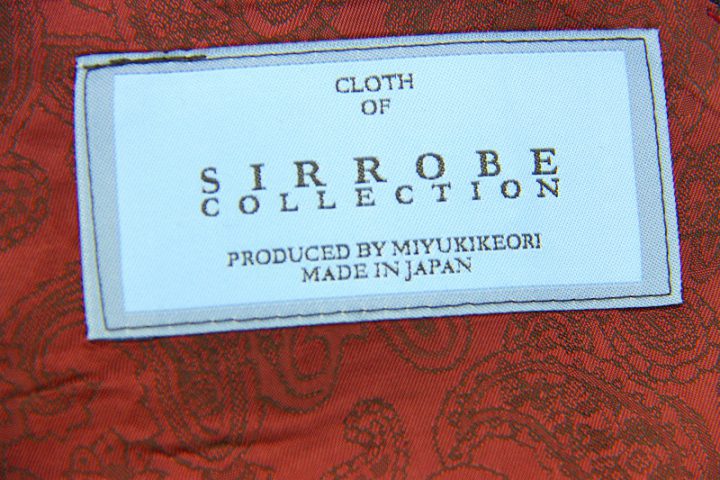 CLOTH
OF
SIRROBE
COLLECTION
PRODUCED BY MIYUKIKEORI
MADE IN JAPAN